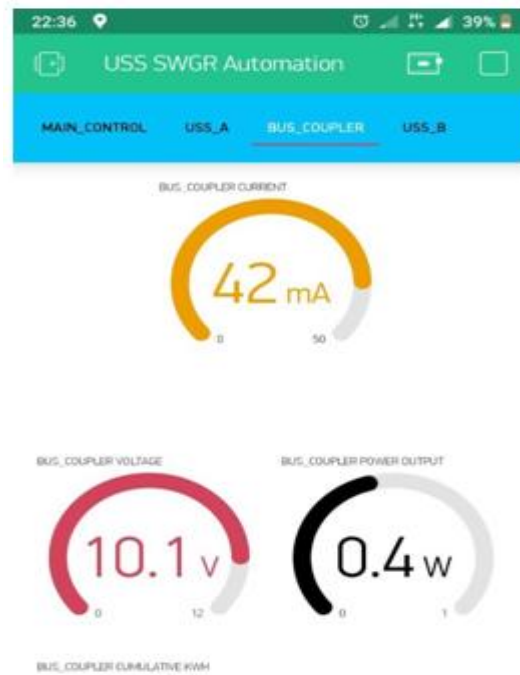 22:36 39%
USS SWGR Automation
MAIN_CONTROL USS_A BUS_COUPLER USS_B
BUS_COUPLER CURRENT
42 mA
0 50
BUS_COUPLER VOLTAGE BUS_COUPLER POWER OUTPUT
10.1 V 0.4 W
0 12 0 1
BUS_COUPLER CUMULATIVE KWH